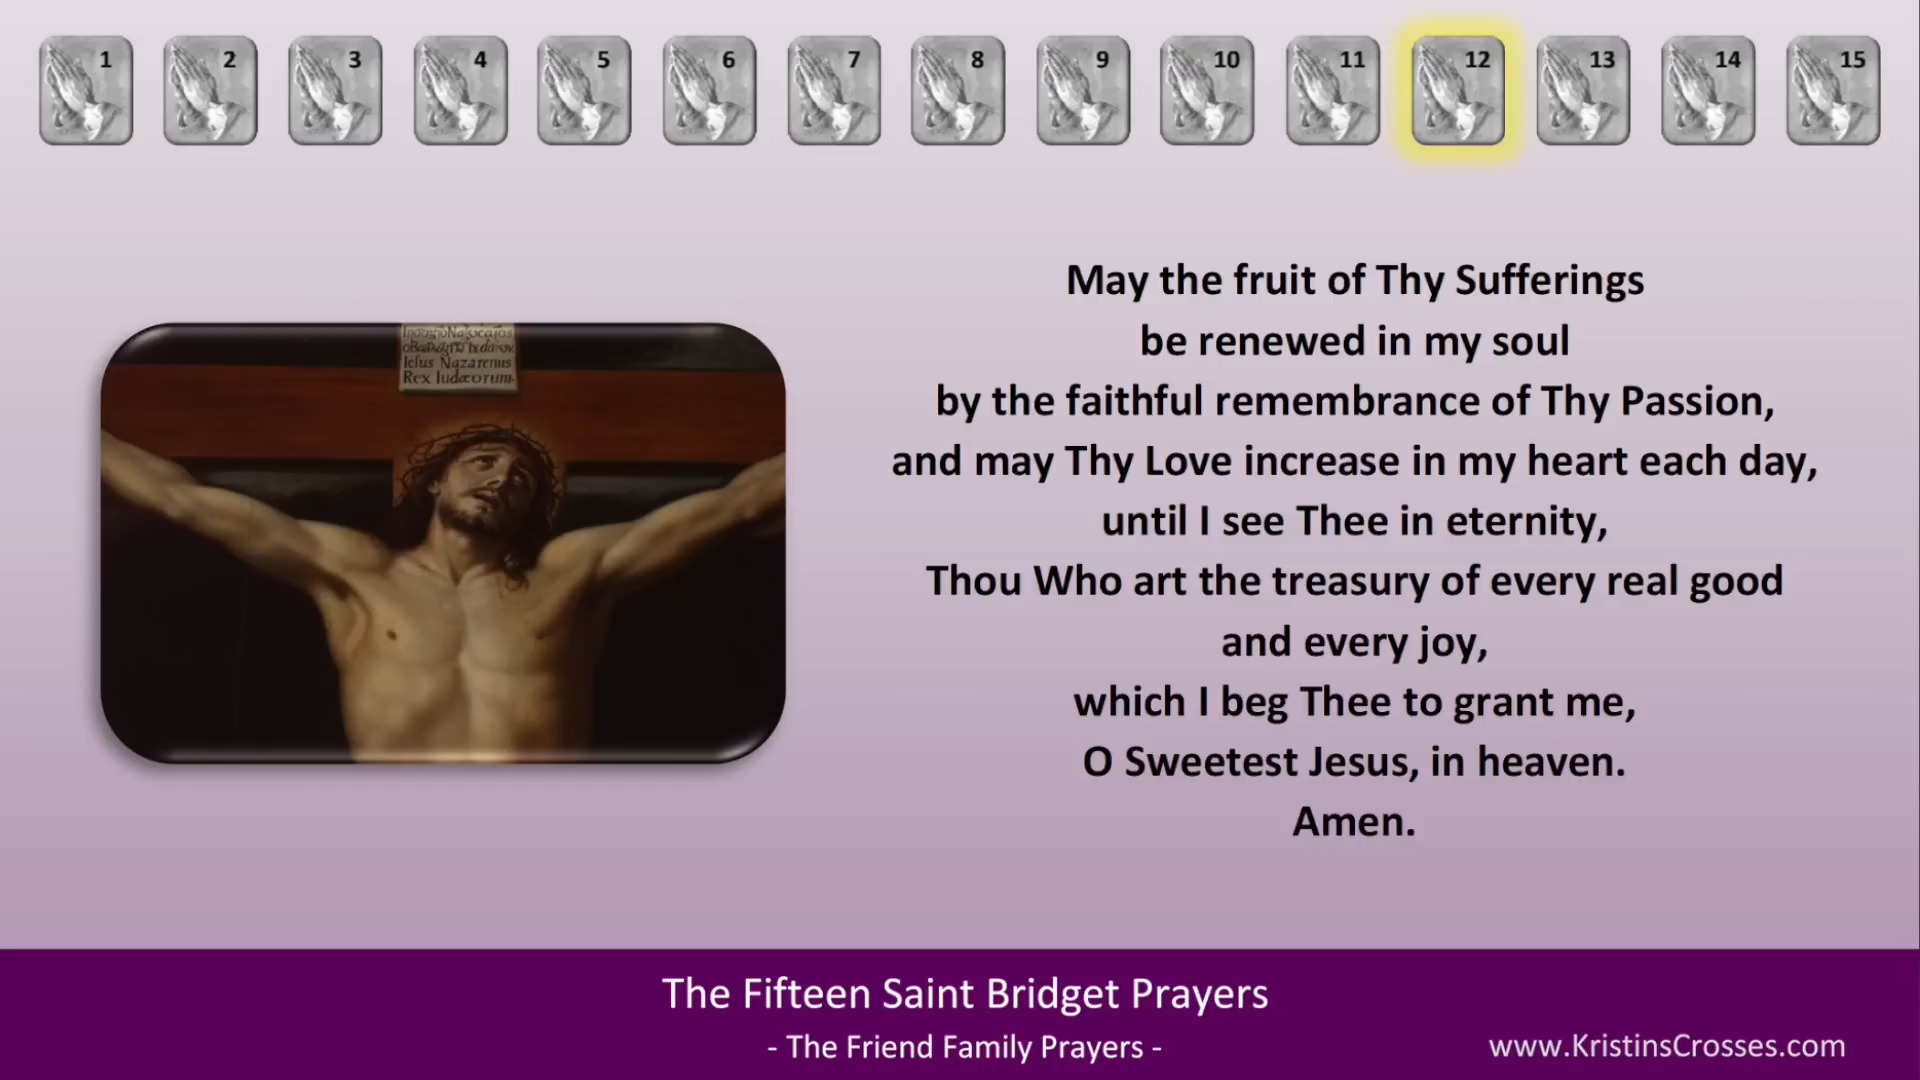 1 2 3 4 5 6 7 8 9 10 11 12 13 14 15
May the fruit of Thy Sufferings
be renewed in my soul
by the faithful remembrance of Thy Passion,
and may Thy Love increase in my heart each day,
until I see Thee in eternity,
Thou Who art the treasury of every real good
and every joy,
which I beg Thee to grant me,
O Sweetest Jesus, in heaven.
Amen.
Iesus Nazarenus
Rex Iudæorum
The Fifteen Saint Bridget Prayers
- The Friend Family Prayers -
www.KristinsCrosses.com